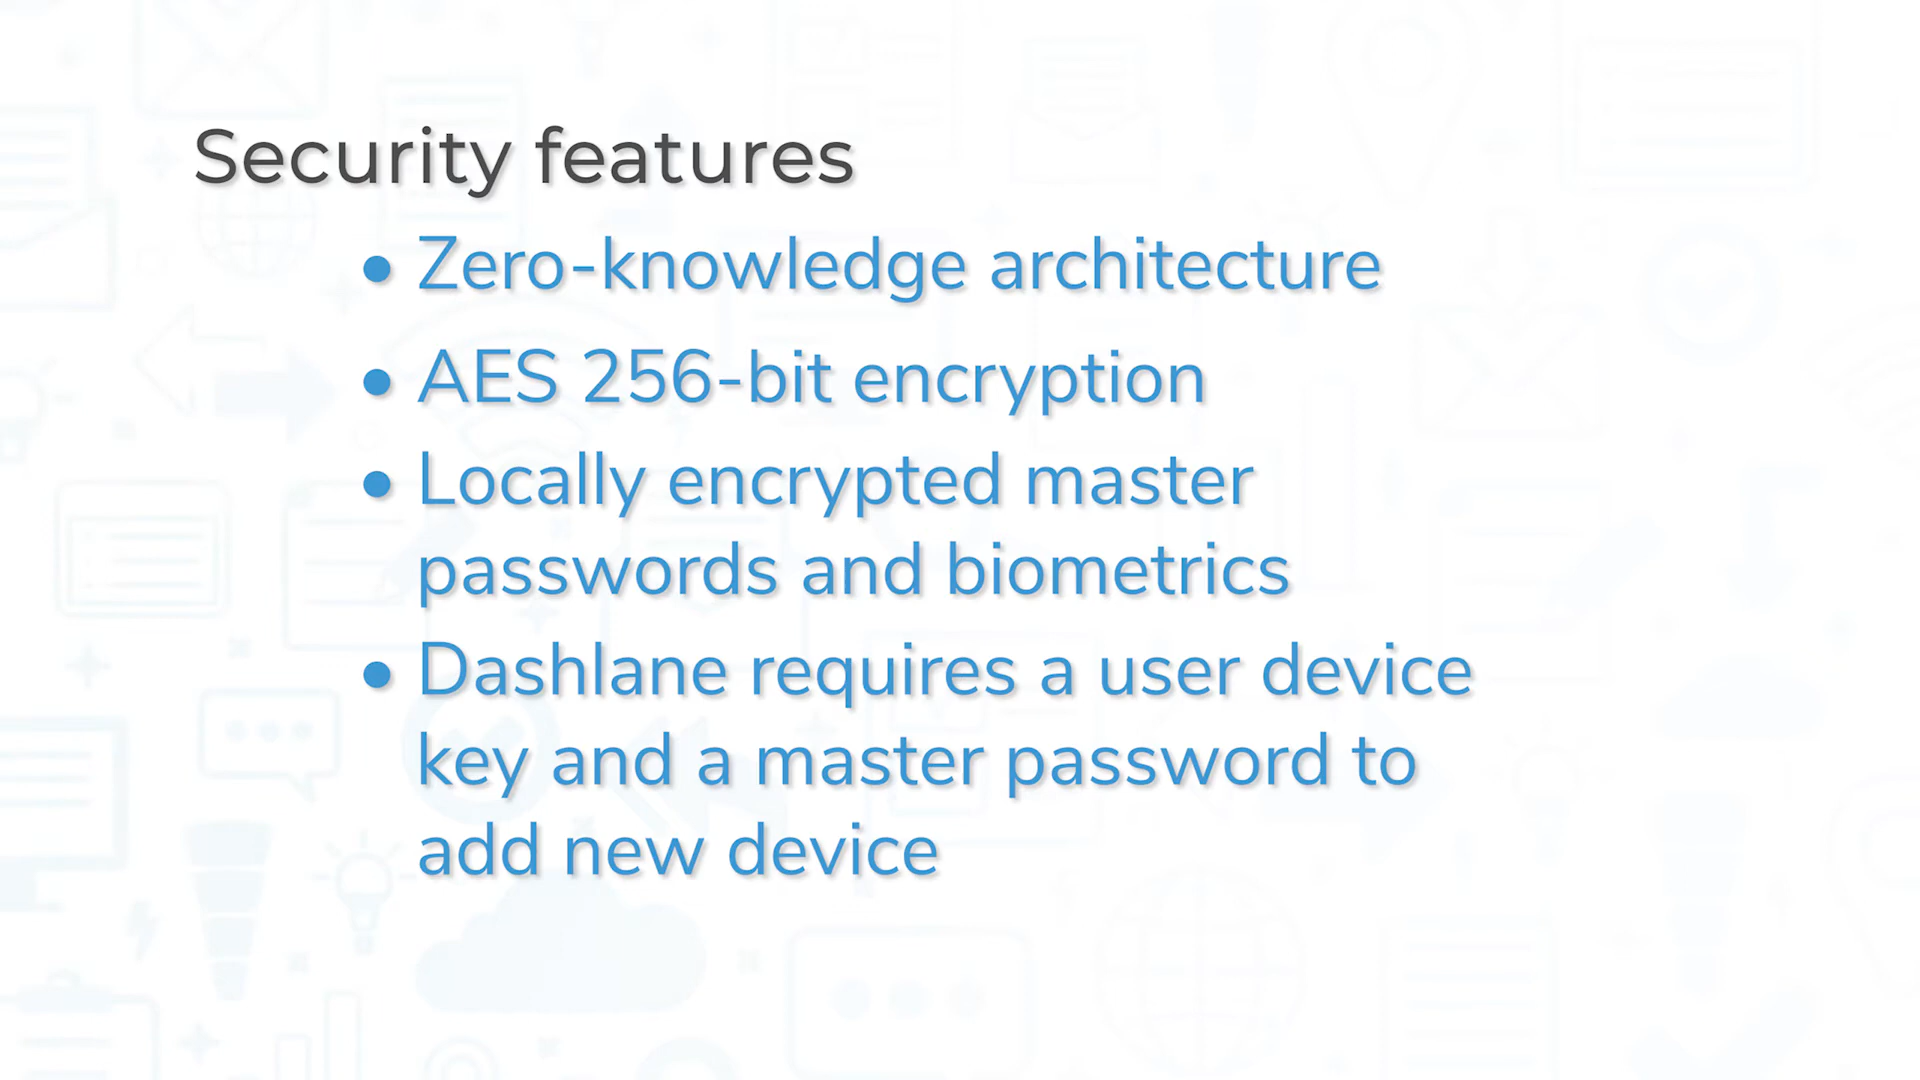 Security features
• Zero-knowledge architecture
• AES 256-bit encryption
• Locally encrypted master
passwords and biometrics
• Dashlane requires a user device
key and a master password to
add new device